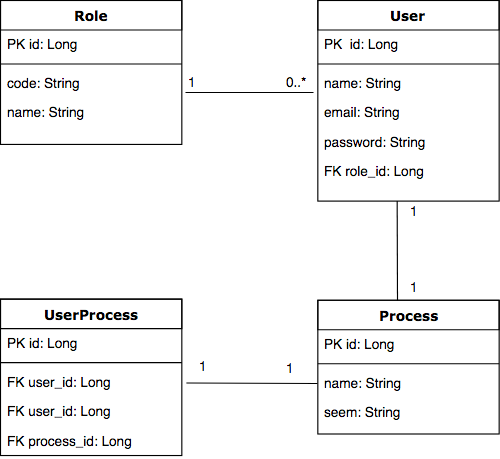 Role
PK id: Long
code: String
name: String
1
0..*
User
PK id: Long
name: String
email: String
password: String
FK role_id: Long
1
1
UserProcess
PK id: Long
FK user_id: Long
FK user_id: Long
FK process_id: Long
1
1
Process
PK id: Long
name: String
seem: String